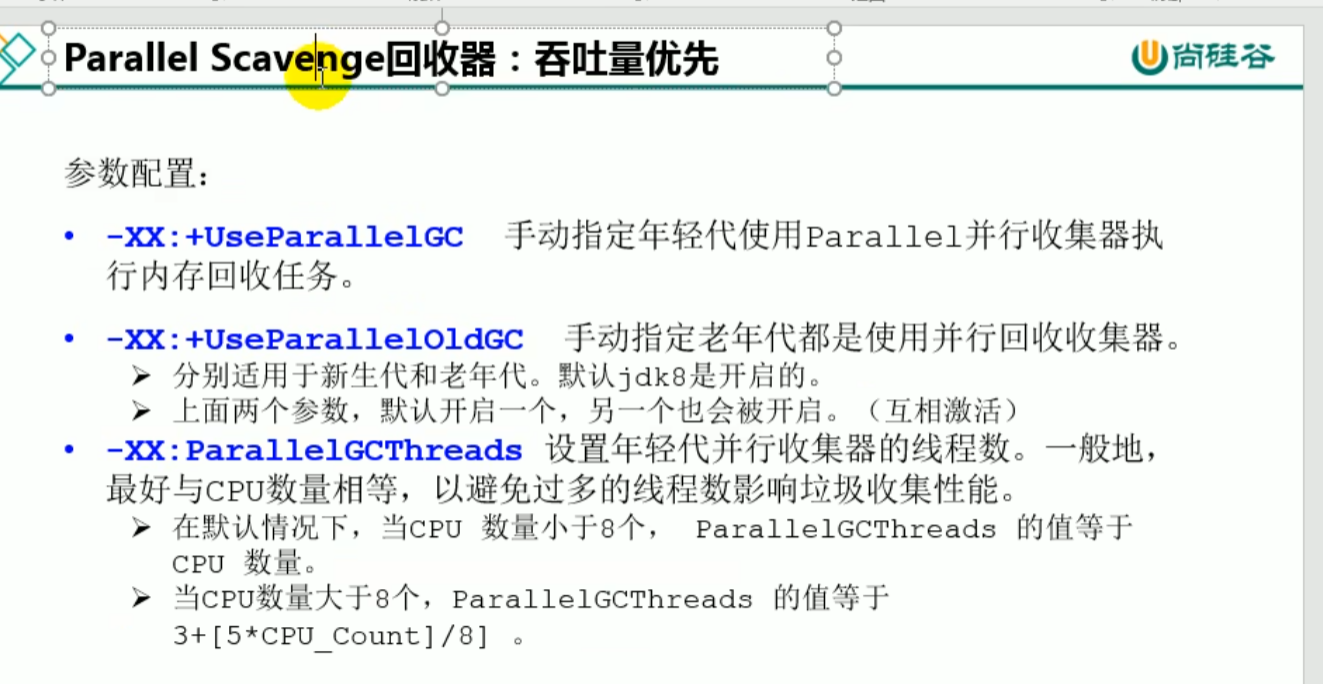 Parallel Scavenge回收器：吞吐量优先
尚硅谷
参数配置：
• -XX:+UseParallelGC 手动指定年轻代使用Parallel并行收集器执
行内存回收任务。
• -XX:+UseParallelOldGC 手动指定老年代都是使用并行回收收集器。
➢ 分别适用于新生代和老年代。默认jdk8是开启的。
➢ 上面两个参数，默认开启一个，另一个也会被开启。（互相激活）
• -XX:ParallelGCThreads 设置年轻代并行收集器的线程数。一般地，
最好与CPU数量相等，以避免过多的线程数影响垃圾收集性能。
➢ 在默认情况下，当CPU 数量小于8个， ParallelGCThreads 的值等于
CPU 数量。
➢ 当CPU数量大于8个，ParallelGCThreads 的值等于
3+[5*CPU_Count]/8] 。